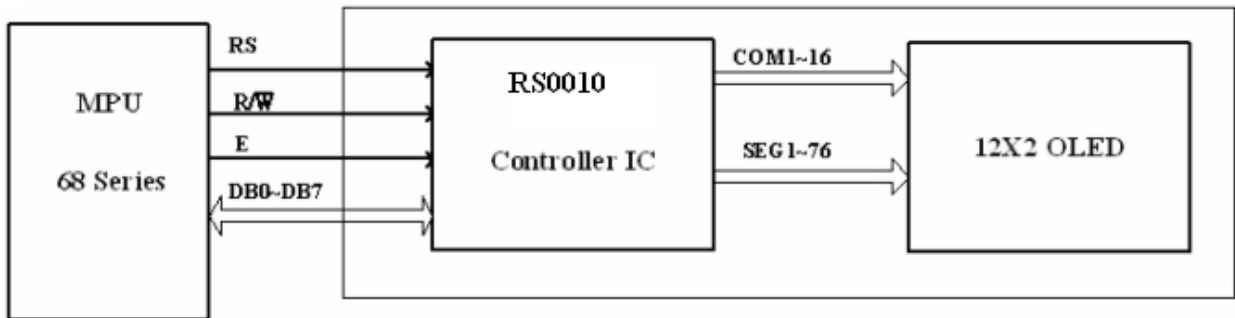 MPU
68 Series
RS
R/W̅
E
DB0~DB7
RS0010
Controller IC
COM1~16
SEG1~76
12X2 OLED